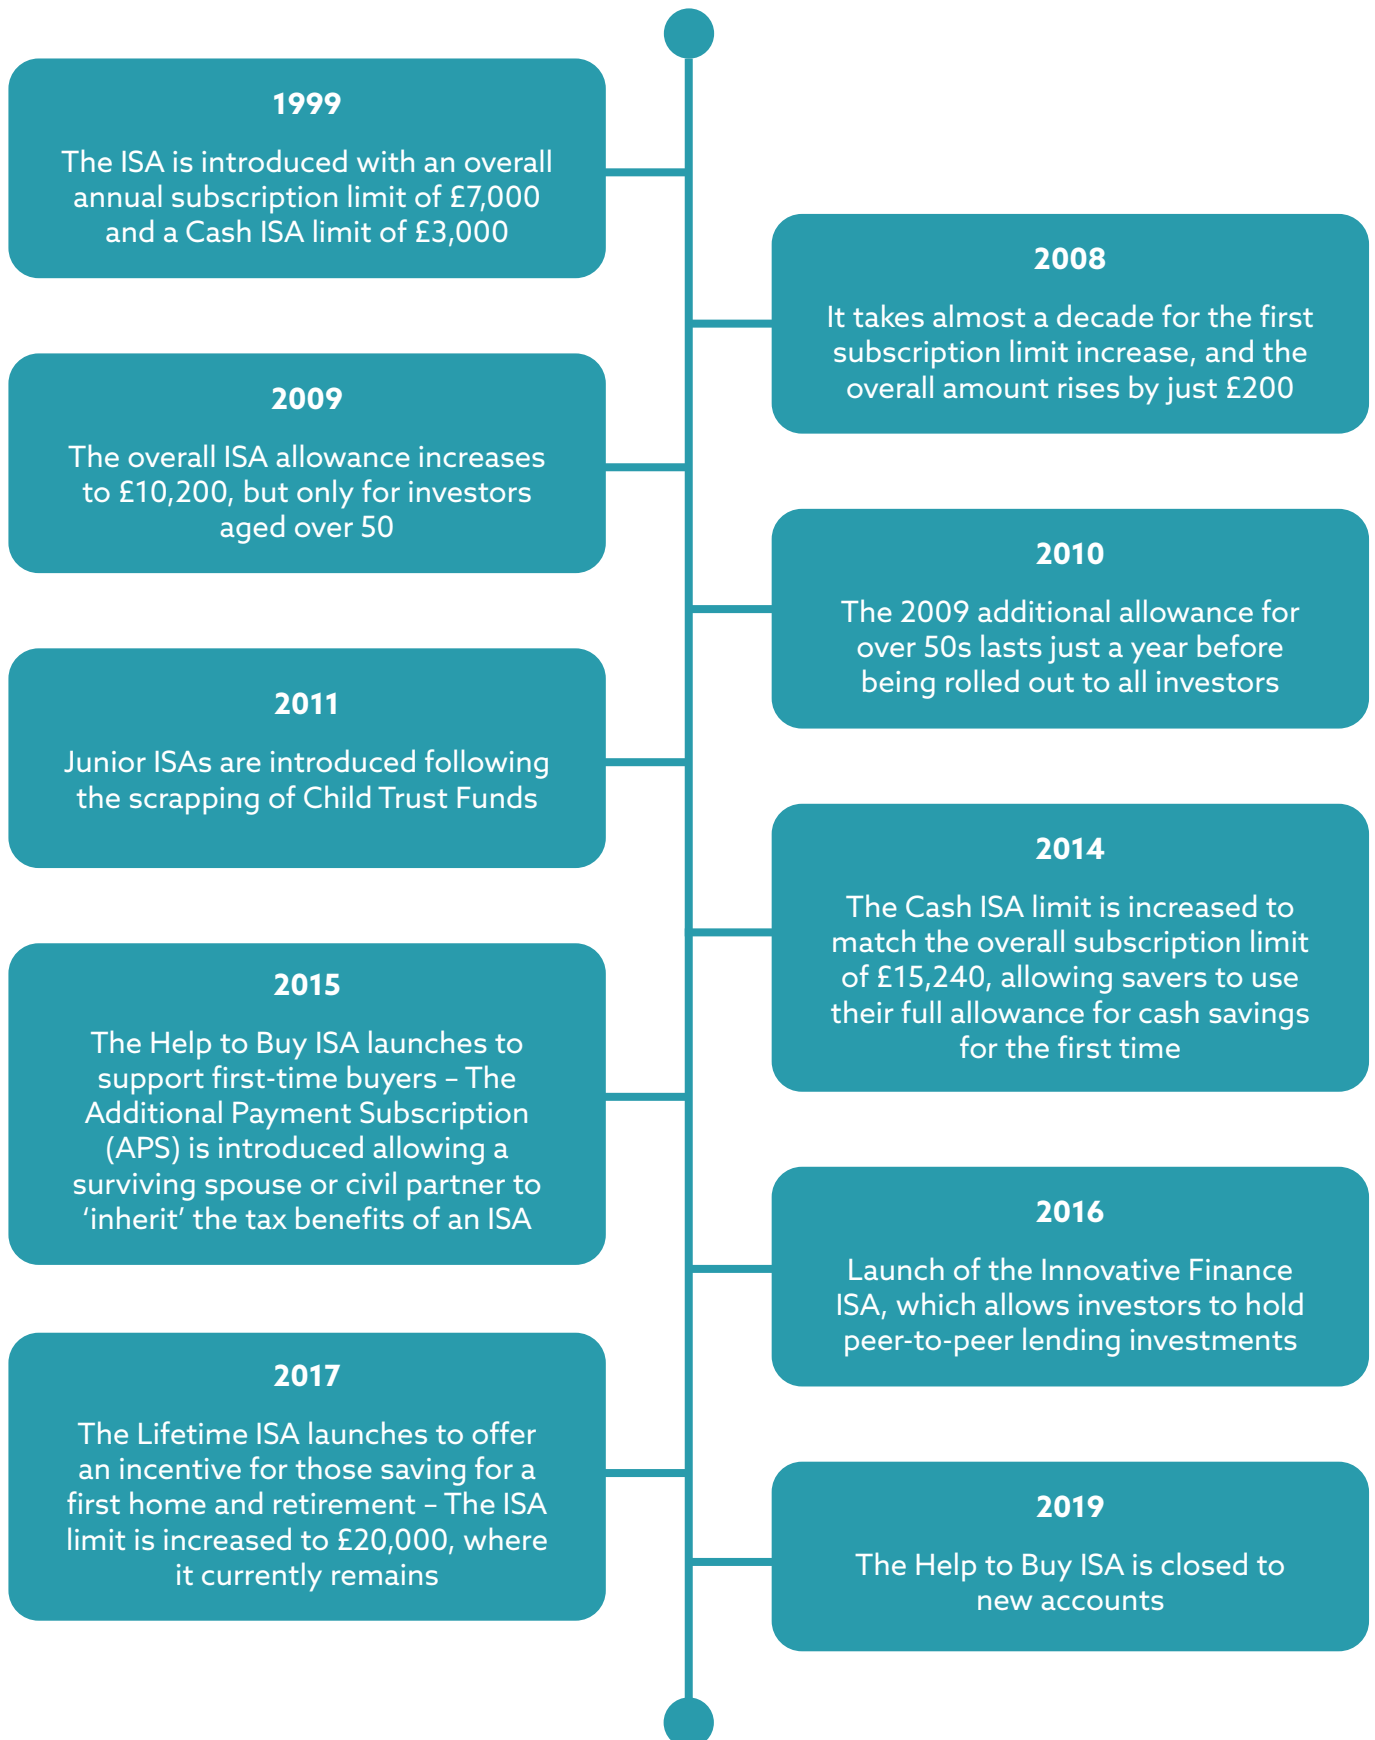 1999
The ISA is introduced with an overall
annual subscription limit of £7,000
and a Cash ISA limit of £3,000
2008
It takes almost a decade for the first
subscription limit increase, and the
overall amount rises by just £200
2009
The overall ISA allowance increases
to £10,200, but only for investors
aged over 50
2010
The 2009 additional allowance for
over 50s lasts just a year before
being rolled out to all investors
2011
Junior ISAs are introduced following
the scrapping of Child Trust Funds
2014
The Cash ISA limit is increased to
match the overall subscription limit
of £15,240, allowing savers to use
their full allowance for cash savings
for the first time
2015
The Help to Buy ISA launches to
support first-time buyers – The
Additional Payment Subscription
(APS) is introduced allowing a
surviving spouse or civil partner to
‘inherit’ the tax benefits of an ISA
2016
Launch of the Innovative Finance
ISA, which allows investors to hold
peer-to-peer lending investments
2017
The Lifetime ISA launches to offer
an incentive for those saving for a
first home and retirement – The ISA
limit is increased to £20,000, where
it currently remains
2019
The Help to Buy ISA is closed to
new accounts